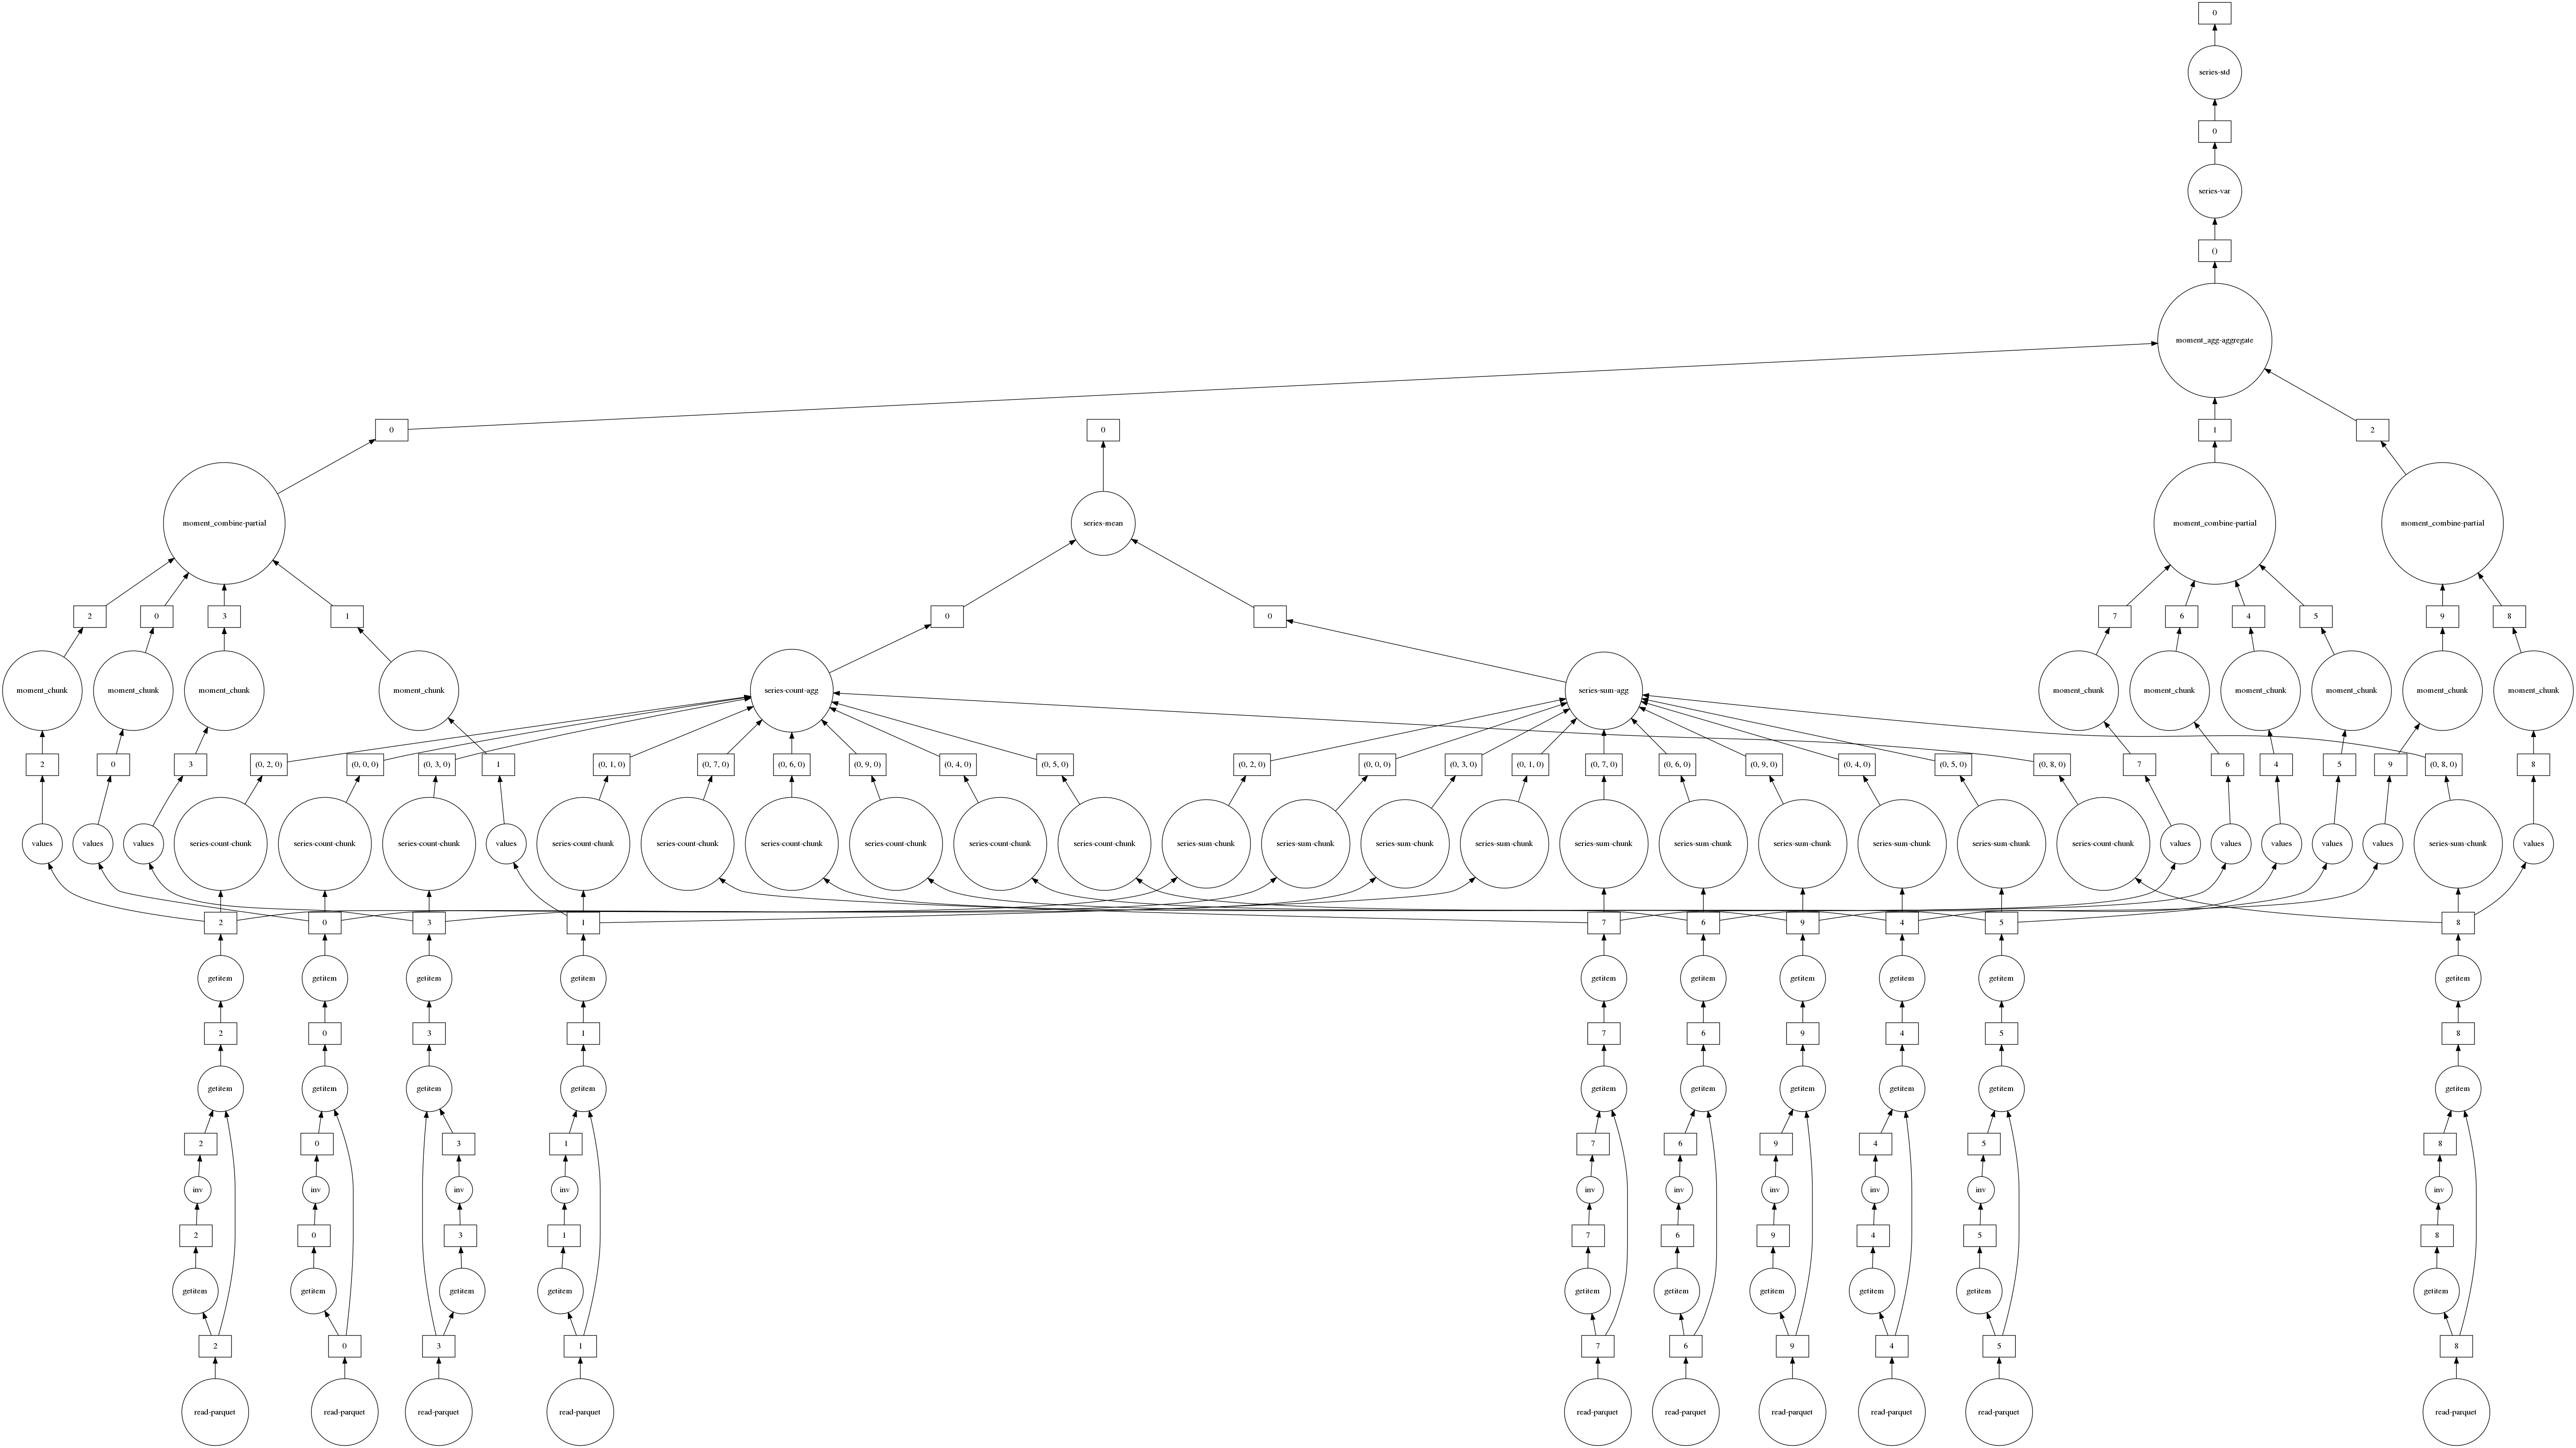 0
series-std
0
series-var
()
moment_agg-aggregate
0
0
1
2
moment_combine-partial
series-mean
moment_combine-partial
moment_combine-partial
2
0
3
1
0
0
7
6
4
5
9
8
moment_chunk
moment_chunk
moment_chunk
moment_chunk
series-count-agg
series-sum-agg
moment_chunk
moment_chunk
moment_chunk
moment_chunk
moment_chunk
moment_chunk
2
0
3
(0, 2, 0)
(0, 0, 0)
(0, 3, 0)
1
(0, 1, 0)
(0, 7, 0)
(0, 6, 0)
(0, 9, 0)
(0, 4, 0)
(0, 5, 0)
(0, 2, 0)
(0, 0, 0)
(0, 3, 0)
(0, 1, 0)
(0, 7, 0)
(0, 6, 0)
(0, 9, 0)
(0, 4, 0)
(0, 5, 0)
(0, 8, 0)
7
6
4
5
9
(0, 8, 0)
8
values
values
values
series-count-chunk
series-count-chunk
series-count-chunk
values
series-count-chunk
series-count-chunk
series-count-chunk
series-count-chunk
series-count-chunk
series-count-chunk
series-sum-chunk
series-sum-chunk
series-sum-chunk
series-sum-chunk
series-sum-chunk
series-sum-chunk
series-sum-chunk
series-sum-chunk
series-sum-chunk
series-count-chunk
values
values
values
values
values
series-sum-chunk
values
2
0
3
1
7
6
9
4
5
8
getitem
getitem
getitem
getitem
getitem
getitem
getitem
getitem
getitem
getitem
2
0
3
1
7
6
9
4
5
8
getitem
getitem
getitem
getitem
getitem
getitem
getitem
getitem
getitem
getitem
2
0
3
1
7
6
9
4
5
8
inv
inv
inv
inv
inv
inv
inv
inv
inv
inv
2
0
3
1
7
6
9
4
5
8
getitem
getitem
getitem
getitem
getitem
getitem
getitem
getitem
getitem
getitem
2
0
3
1
7
6
9
4
5
8
read-parquet
read-parquet
read-parquet
read-parquet
read-parquet
read-parquet
read-parquet
read-parquet
read-parquet
read-parquet